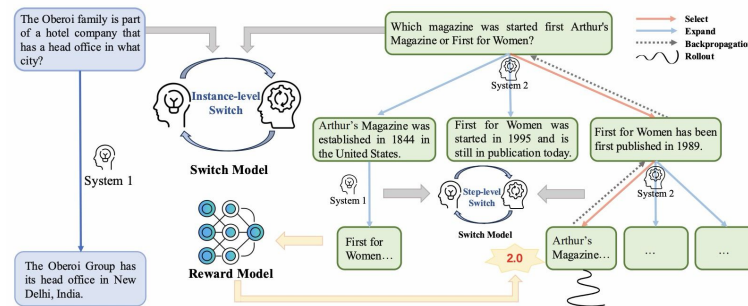 The Oberoi family is part
of a hotel company that
has a head office in what
city?
Which magazine was started first Arthur's
Magazine or First for Women?
Select
Expand
Backpropagation
Rollout
System 2
Instance-level
Switch
Switch Model
Arthur's Magazine was
established in 1844 in
the United States.
First for Women was
started in 1995 and is
still in publication today.
First for Women has been
first published in 1989.
System 1
System 1
Step-level
Switch
Switch Model
System 2
Reward Model
First for
Women...
2.0
Arthur's
Magazine...
...
...
The Oberoi Group has
its head office in New
Delhi, India.